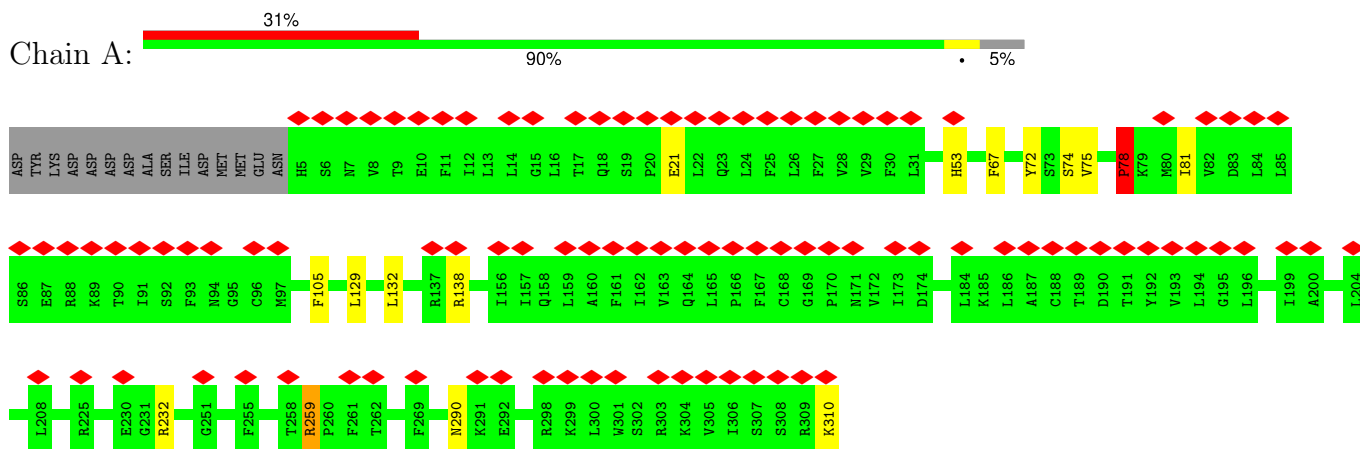 31%
Chain A:
90% • 5%
ASP TYR LYS ASP ASP ASP ASP ALA SER ILE ASP MET MET GLU ASN H5 S6 N7 V8 T9 E10 F11 I12 L13 L14 G15 L16 T17 Q18 S19 P20 E21 L22 Q23 L24 F25 L26 F27 V28 V29 F30 L31 H53 F67 Y72 S73 S74 V75 P78 K79 M80 I81 V82 D83 L84 L85
S86 E87 R88 K89 T90 I91 S92 F93 N94 G95 C96 M97 F105 L129 L132 R137 R138 I156 I157 Q158 L159 A160 F161 I162 V163 Q164 L165 P166 F167 C168 G169 P170 N171 V172 I173 D174 L184 K185 L186 A187 C188 T189 D190 T191 Y192 V193 L194 G195 L196 I199 A200 L204
L208 R225 E230 G231 R232 G251 F255 T258 R259 P260 F261 T262 F269 N290 K291 E292 R298 K299 L300 W301 S302 R303 K304 V305 I306 S307 S308 R309 K310